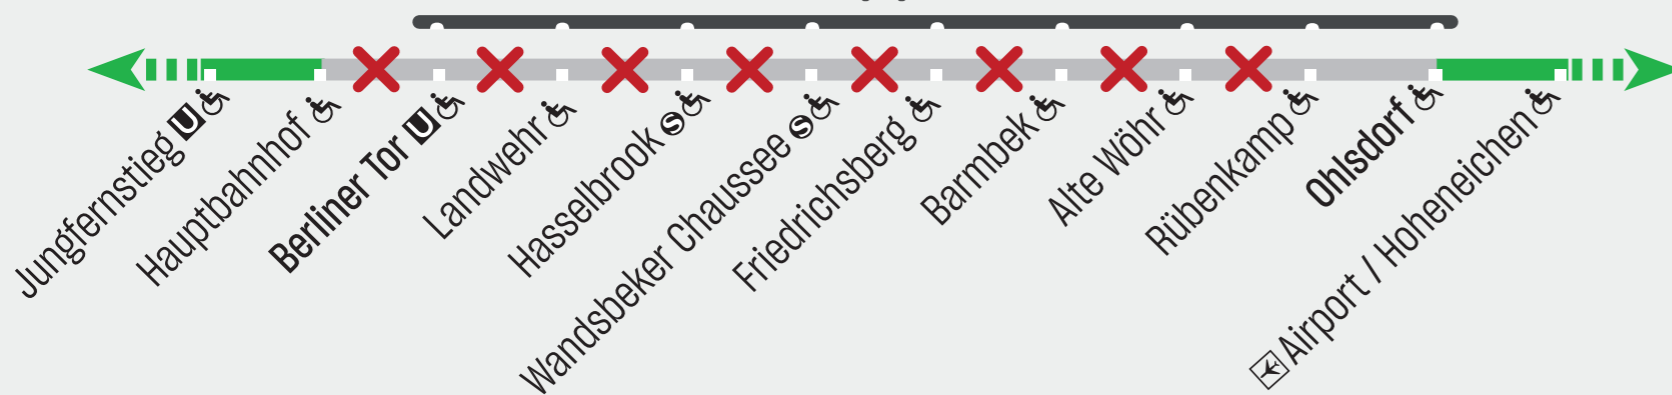 Jungfernstieg U
Hauptbahnhof
Berliner Tor U
Landwehr
Hasselbrook S
Wandsbeker Chaussee S
Friedrichsberg
Barmbek
Alte Wöhr
Rübenkamp
Ohlsdorf
Airport / Hoheneichen